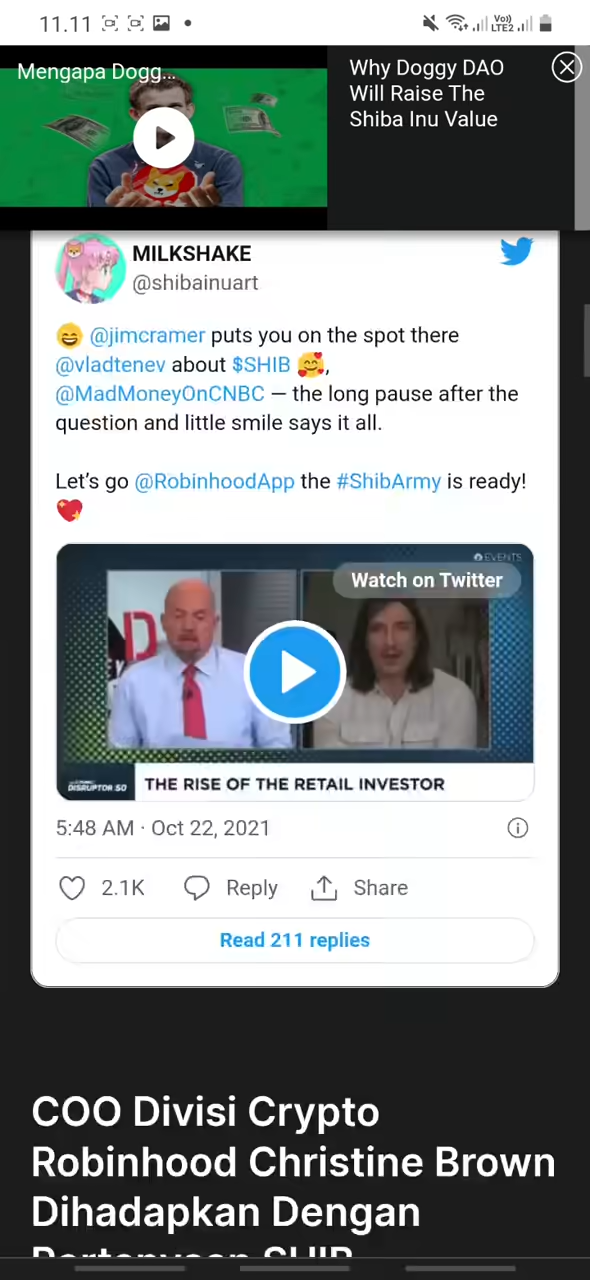 11.11
Vo)) LTE2
Mengapa Dogg...
Why Doggy DAO
Will Raise The
Shiba Inu Value
MILKSHAKE
@shibainuart
😄 @jimcramer puts you on the spot there
@vladtenev about $SHIB 🥰,
@MadMoneyOnCNBC — the long pause after the
question and little smile says it all.
Let's go @RobinhoodApp the #ShibArmy is ready!
💖
EVENTS
Watch on Twitter
DISRUPTOR 50
THE RISE OF THE RETAIL INVESTOR
5:48 AM · Oct 22, 2021
2.1K Reply Share
Read 211 replies
COO Divisi Crypto
Robinhood Christine Brown
Dihadapkan Dengan
Pertanyaan SHIB